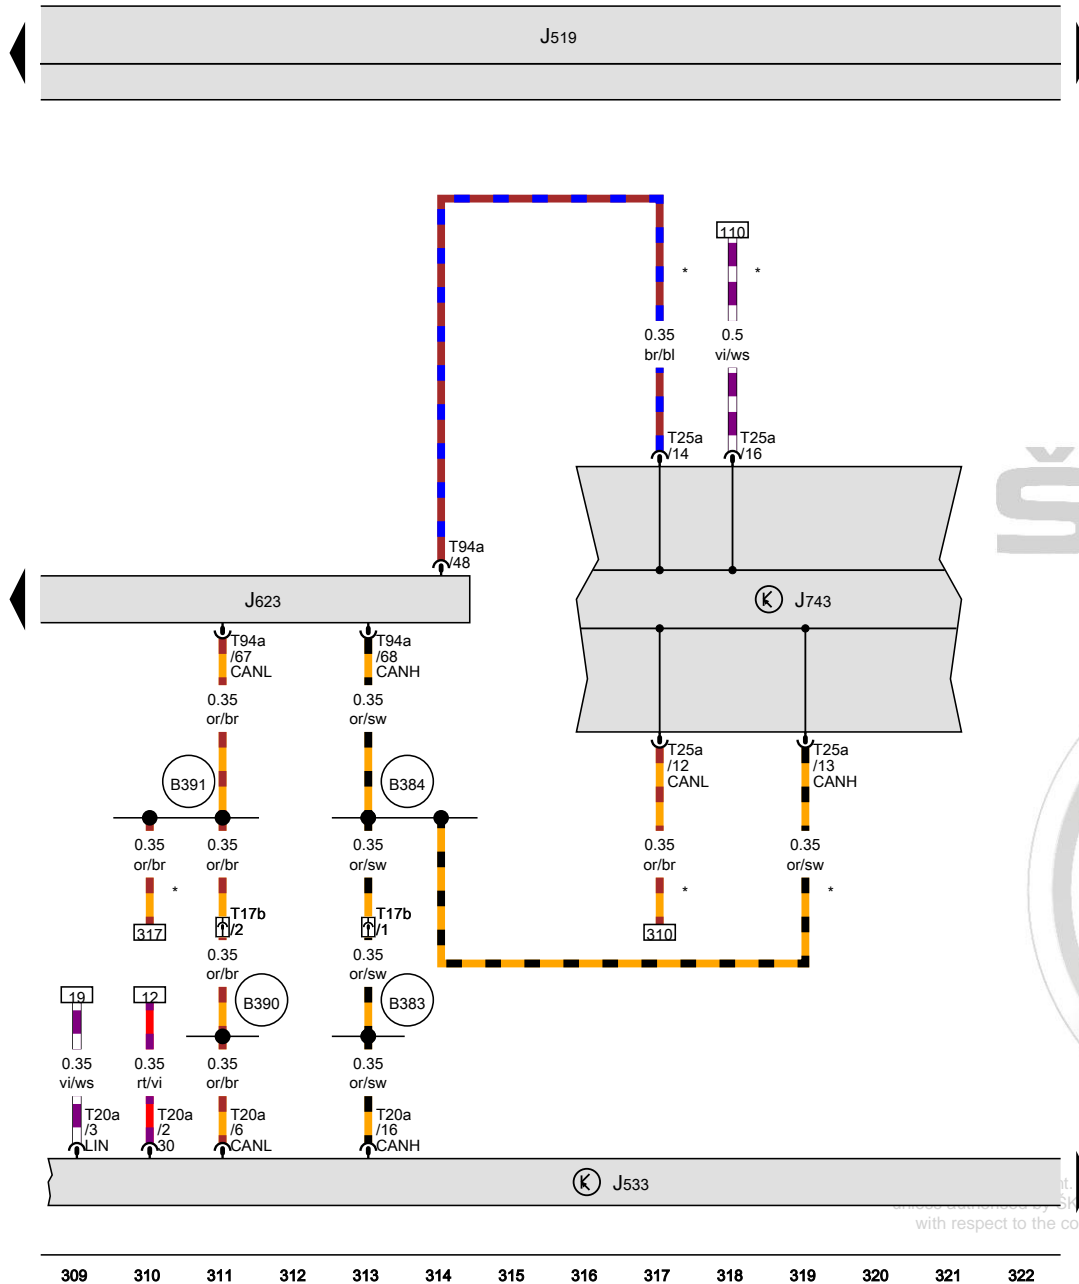 J519
110
*
*
0.35
br/bl
0.5
vi/ws
T25a
/14
T25a
/16
Š
T94a
/48
J623
J743
T94a
/67
CANL
T94a
/68
CANH
0.35
or/br
0.35
or/sw
T25a
/12
CANL
T25a
/13
CANH
B391
B384
0.35
or/br
0.35
or/br
0.35
or/sw
0.35
or/br
0.35
or/sw
*
*
*
317
T17b
/2
T17b
/1
310
0.35
or/br
0.35
or/sw
19
12
B390
B383
0.35
vi/ws
0.35
rt/vi
0.35
or/br
0.35
or/sw
T20a
/3
LIN
T20a
/2
30
T20a
/6
CANL
T20a
/16
CANH
J533
unless authorised by ŠK
with respect to the co
309 310 311 312 313 314 315 316 317 318 319 320 321 322